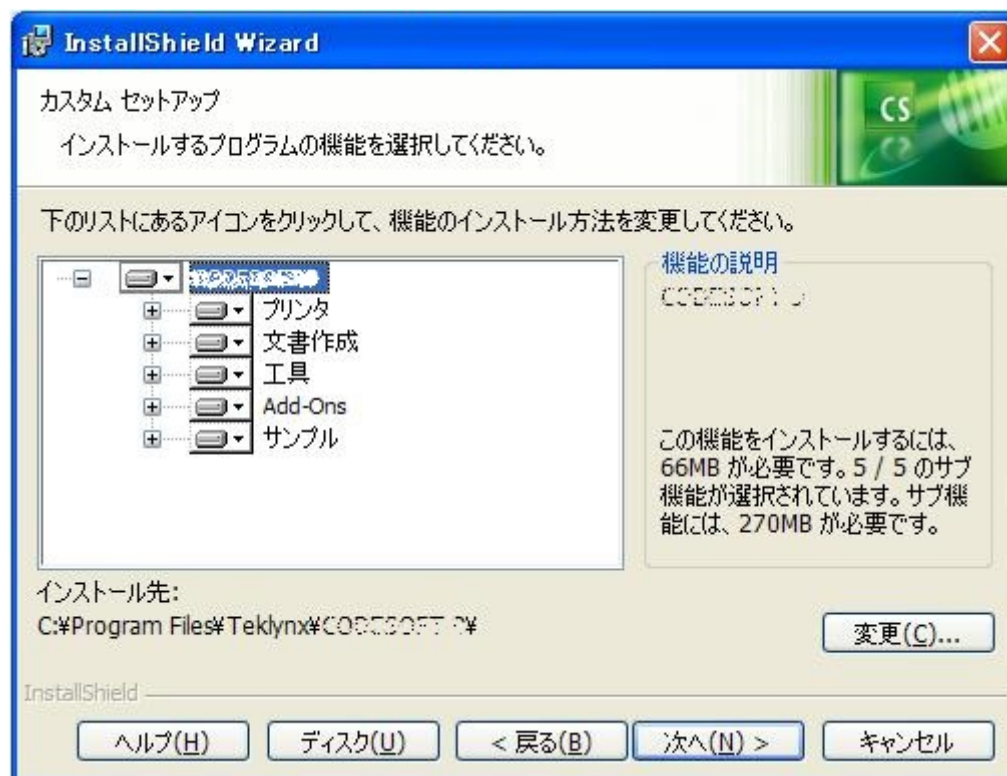 InstallShield Wizard
カスタム セットアップ
インストールするプログラムの機能を選択してください。
CS
下のリストにあるアイコンをクリックして、機能のインストール方法を変更してください。
機能の説明
プリンタ
文書作成
工具
Add-Ons
サンプル
この機能をインストールするには、
66MB が必要です。5 / 5 のサブ
機能が選択されています。サブ機
能には、270MB が必要です。
インストール先:
C:¥Program Files¥Teklynx¥
変更(C)...
InstallShield
ヘルプ(H)
ディスク(U)
< 戻る(B)
次へ(N) >
キャンセル